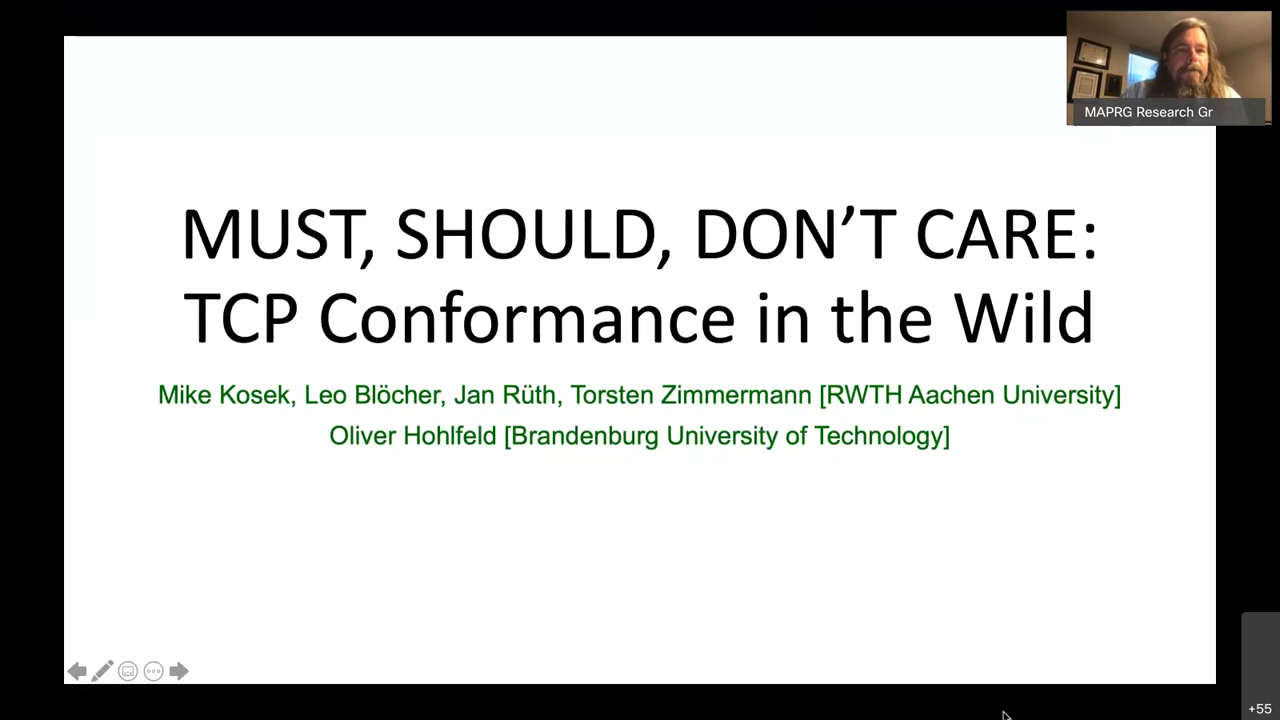 MAPRG Research Gr
MUST, SHOULD, DON’T CARE:
TCP Conformance in the Wild
Mike Kosek, Leo Blöcher, Jan Rüth, Torsten Zimmermann [RWTH Aachen University]
Oliver Hohlfeld [Brandenburg University of Technology]
+55